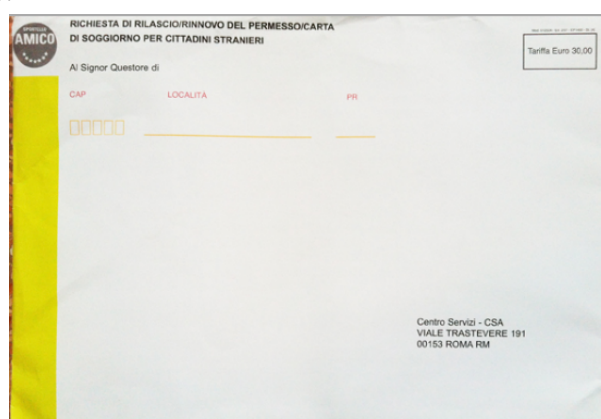 SPORTELLO
AMICO
RICHIESTA DI RILASCIO/RINNOVO DEL PERMESSO/CARTA
DI SOGGIORNO PER CITTADINI STRANIERI
Al Signor Questore di
CAP LOCALITÀ PR
Tariffa Euro 30,00
Centro Servizi - CSA
VIALE TRASTEVERE 191
00153 ROMA RM